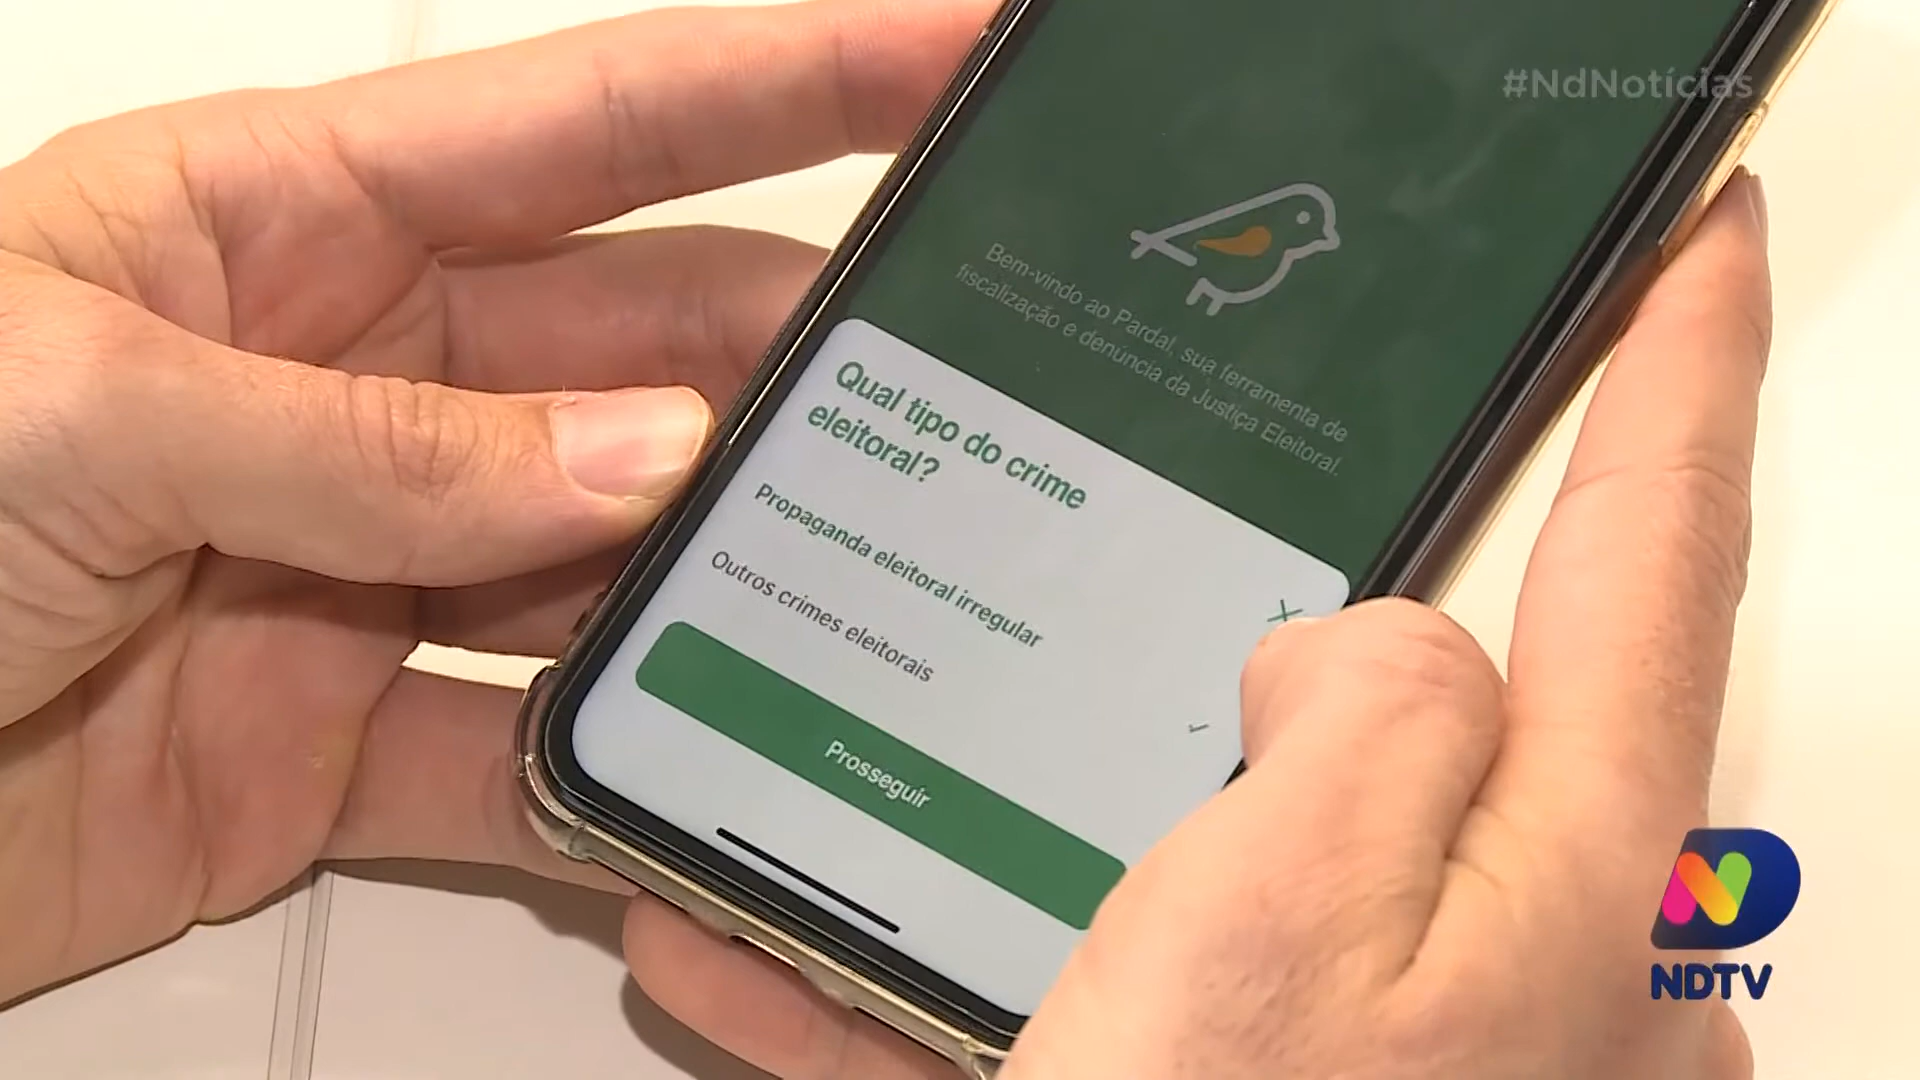 #NdNotícias
Bem-vindo ao Pardal, sua ferramenta de
fiscalização e denúncia da Justiça Eleitoral.
Qual tipo do crime
eleitoral?
Propaganda eleitoral irregular
Outros crimes eleitorais
Prosseguir
NDTV